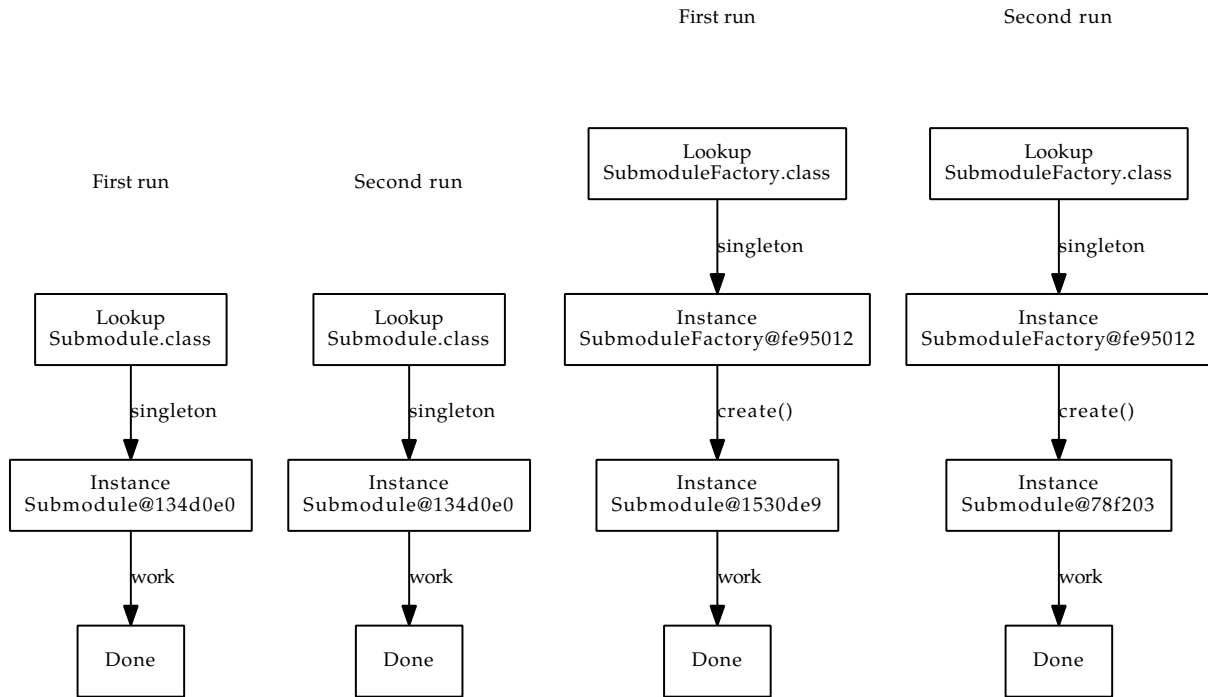 First run
Second run
Lookup
SubmoduleFactory.class
Lookup
SubmoduleFactory.class
First run
Second run
singleton
singleton
Lookup
Submodule.class
Lookup
Submodule.class
Instance
SubmoduleFactory@fe95012
Instance
SubmoduleFactory@fe95012
singleton
singleton
create()
create()
Instance
Submodule@134d0e0
Instance
Submodule@134d0e0
Instance
Submodule@1530de9
Instance
Submodule@78f203
work
work
work
work
Done
Done
Done
Done